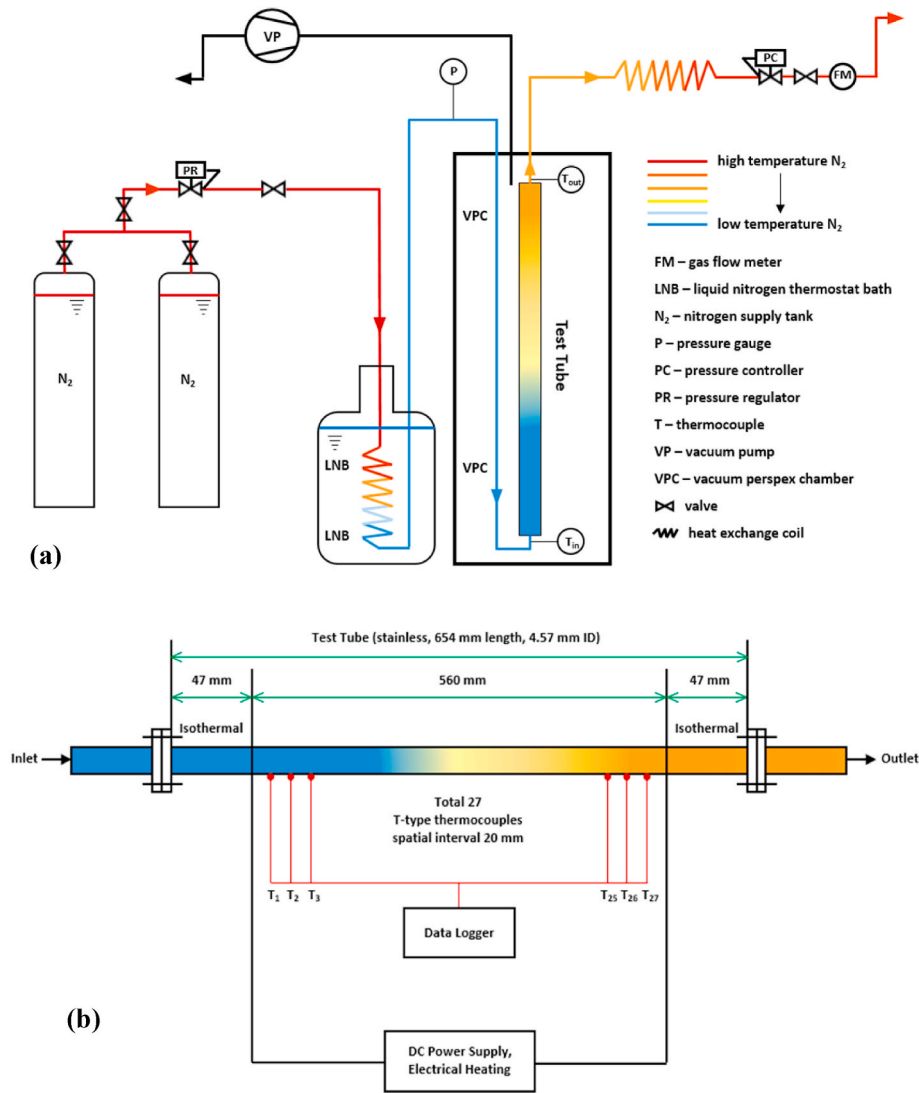 VP
P
PC
FM
PR
T_out
VPC
high temperature N₂
low temperature N₂
Test Tube
FM – gas flow meter
LNB – liquid nitrogen thermostat bath
N₂ – nitrogen supply tank
P – pressure gauge
PC – pressure controller
PR – pressure regulator
T – thermocouple
VP – vacuum pump
VPC – vacuum perspex chamber
valve
heat exchange coil
N₂
N₂
LNB
LNB
VPC
T_in
(a)
Test Tube (stainless, 654 mm length, 4.57 mm ID)
47 mm
560 mm
47 mm
Isothermal
Isothermal
Inlet
Outlet
Total 27
T-type thermocouples
spatial interval 20 mm
T₁ T₂ T₃
T₂₅ T₂₆ T₂₇
Data Logger
(b)
DC Power Supply,
Electrical Heating